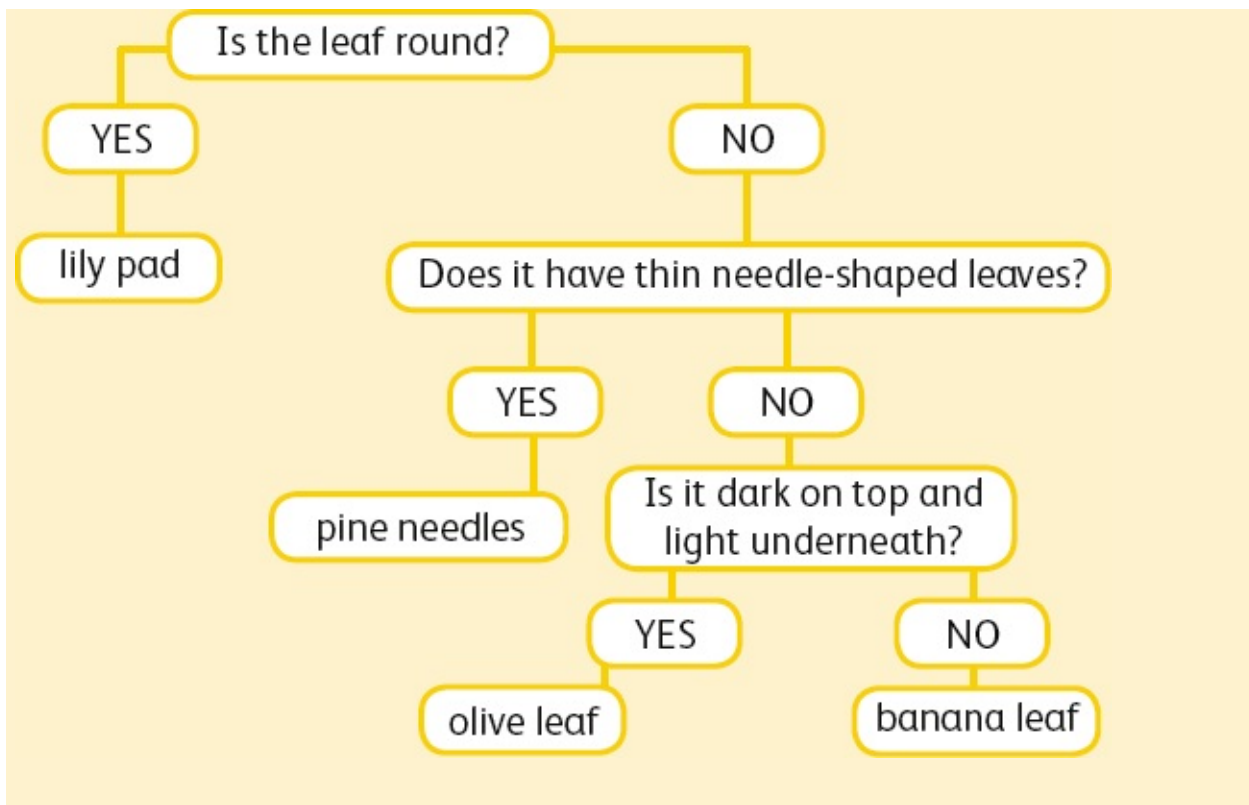 Is the leaf round?
YES
NO
lily pad
Does it have thin needle-shaped leaves?
YES
NO
pine needles
Is it dark on top and
light underneath?
YES
NO
olive leaf
banana leaf